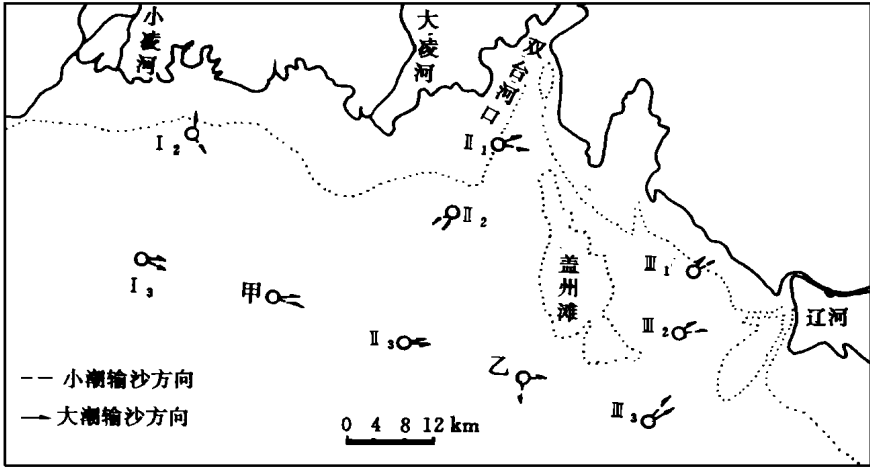 小凌河
大凌河
双台河口
Ⅰ2
Ⅱ1
Ⅱ2
Ⅰ3
甲
盖州滩
Ⅲ1
辽河
Ⅱ3
Ⅲ2
乙
小潮输沙方向
大潮输沙方向
Ⅲ3
0 4 8 12 km